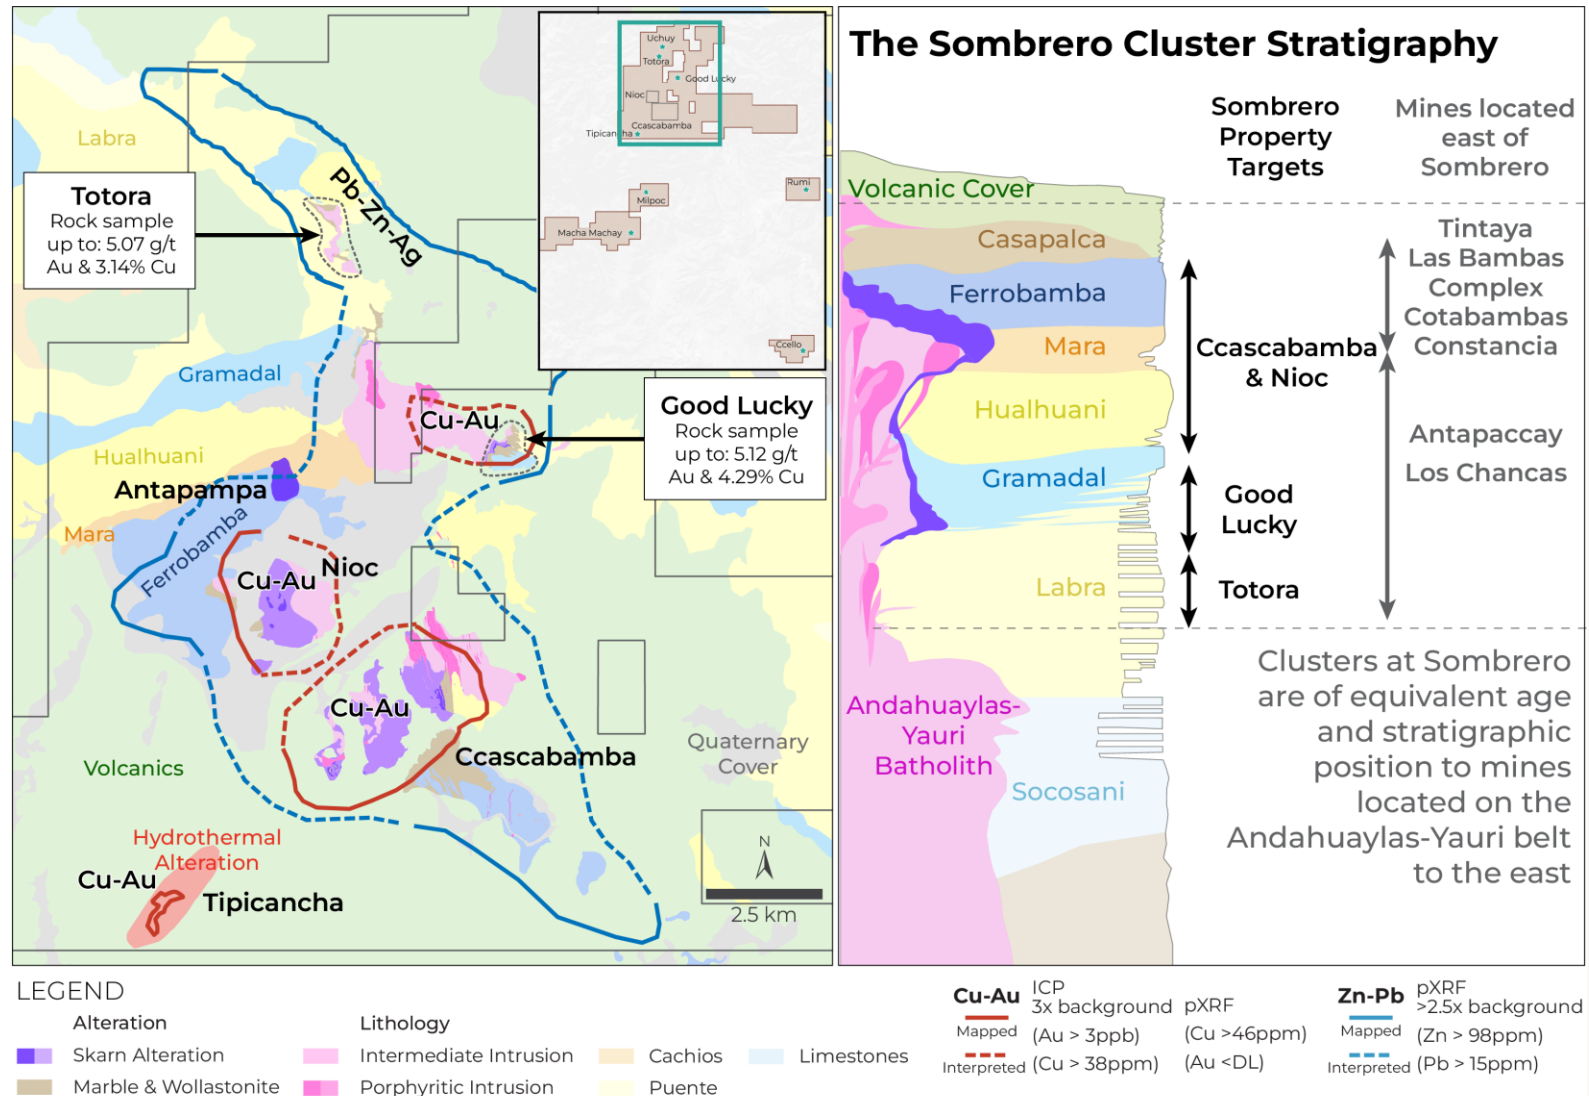 Labra
Totora
Rock sample
up to: 5.07 g/t
Au & 3.14% Cu
Pb-Zn-Ag
Gramadal
Cu-Au
Good Lucky
Rock sample
up to: 5.12 g/t
Au & 4.29% Cu
Hualhuani
Antapampa
Mara
Ferrobamba
Cu-Au
Nioc
Cu-Au
Ccascabamba
Quaternary
Cover
Volcanics
Hydrothermal
Alteration
Cu-Au
Tipicancha
N
2.5 km
Uchuy
Totora
Good Lucky
Nioc
Ccascabamba
Tipicancha
Rumi
Milpoc
Macha Machay
Ccello
The Sombrero Cluster Stratigraphy
Sombrero
Property
Targets
Mines located
east of
Sombrero
Volcanic Cover
Casapalca
Ferrobamba
Mara
Hualhuani
Gramadal
Labra
Andahuaylas-
Yauri
Batholith
Socosani
Ccascabamba
& Nioc
Good
Lucky
Totora
Tintaya
Las Bambas
Complex
Cotabambas
Constancia
Antapaccay
Los Chancas
Clusters at Sombrero
are of equivalent age
and stratigraphic
position to mines
located on the
Andahuaylas-Yauri belt
to the east
LEGEND
Alteration
Skarn Alteration
Marble & Wollastonite
Lithology
Intermediate Intrusion
Porphyritic Intrusion
Cachios
Puente
Limestones
Cu-Au
Mapped
Interpreted
ICP
3x background
(Au > 3ppb)
(Cu > 38ppm)
pXRF
(Cu >46ppm)
(Au <DL)
Zn-Pb
Mapped
Interpreted
pXRF
>2.5x background
(Zn > 98ppm)
(Pb > 15ppm)